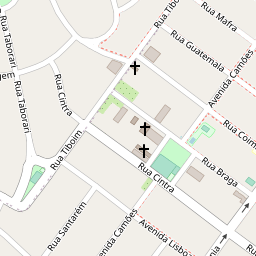 Rua Taborari
Rua Tiboim
Rua Mafra
Rua Guatemala
Avenida Camões
Rua Taborari
Rua Cintra
Rua Coim
Rua Tiboim
Rua Cintra
Rua Braga
Rua Santarém
Avenida Camões
Avenida Lisbo